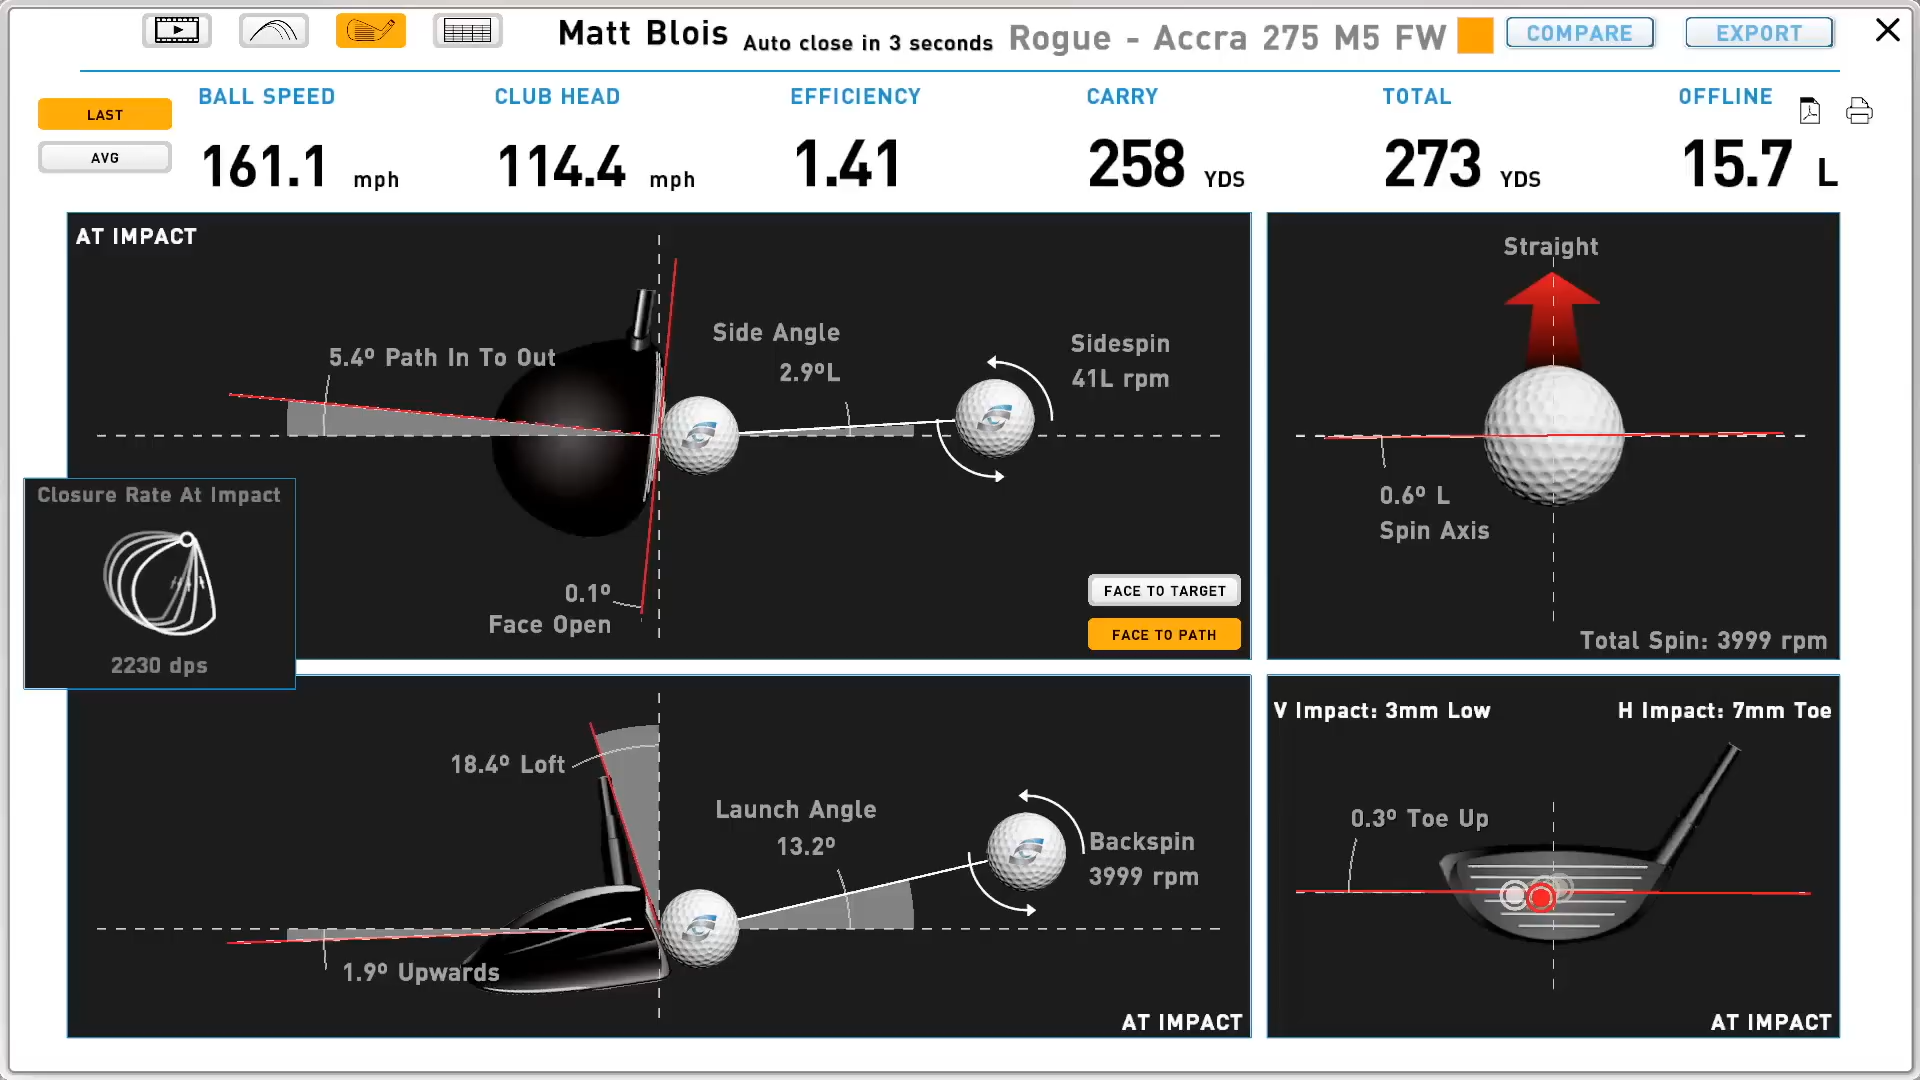 Matt Blois
Auto close in 3 seconds
Rogue - Accra 275 M5 FW
COMPARE
EXPORT
LAST
AVG
BALL SPEED
161.1 mph
CLUB HEAD
114.4 mph
EFFICIENCY
1.41
CARRY
258 YDS
TOTAL
273 YDS
OFFLINE
15.7 L
AT IMPACT
5.4º Path In To Out
Side Angle
2.9ºL
Sidespin
41L rpm
0.1º
Face Open
FACE TO TARGET
FACE TO PATH
Closure Rate At Impact
2230 dps
Straight
0.6º L
Spin Axis
Total Spin: 3999 rpm
18.4º Loft
Launch Angle
13.2º
Backspin
3999 rpm
1.9º Upwards
AT IMPACT
V Impact: 3mm Low
H Impact: 7mm Toe
0.3º Toe Up
AT IMPACT